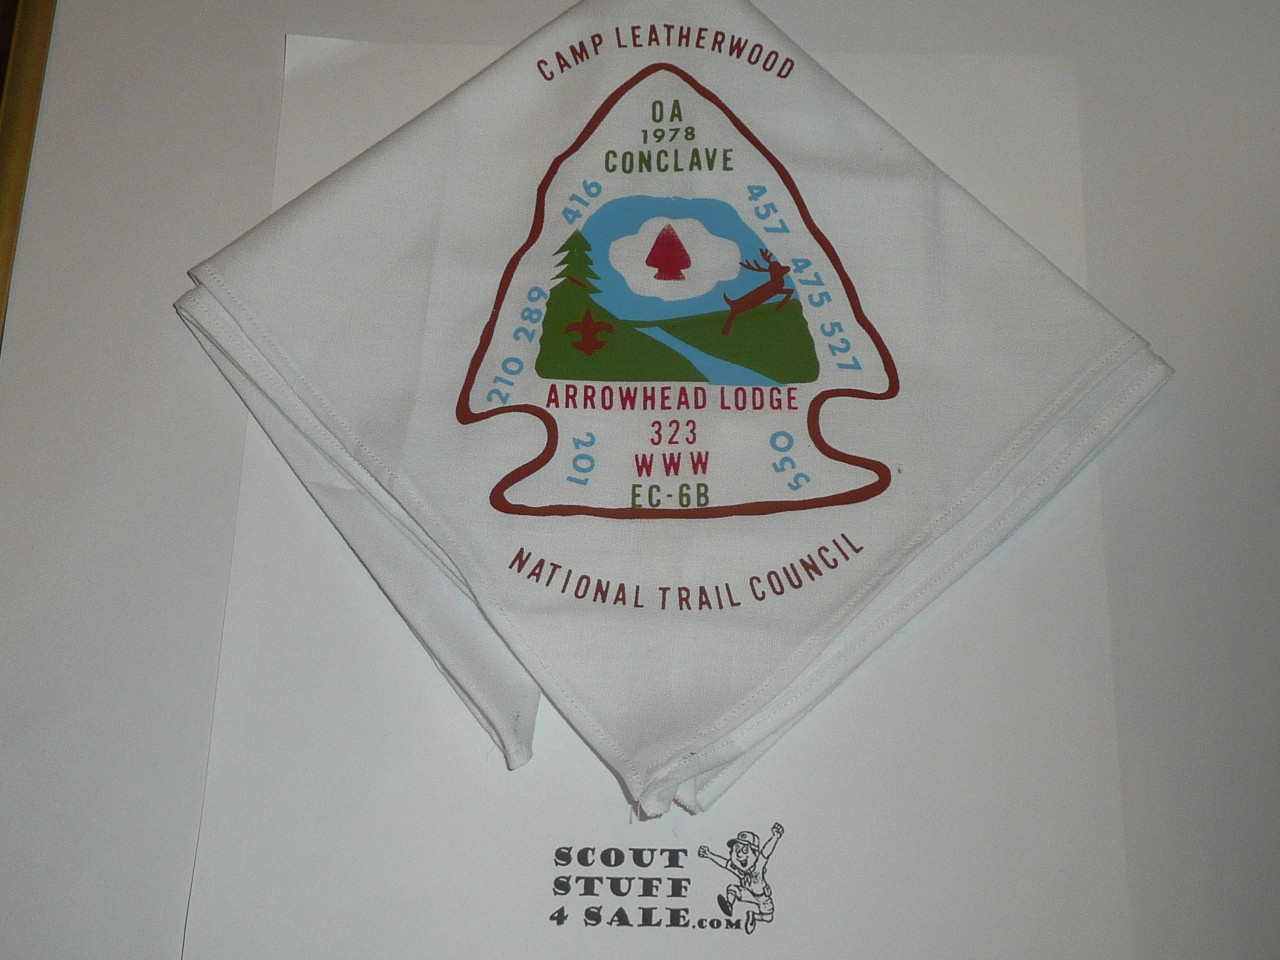 CAMP LEATHERWOOD
OA
1978
CONCLAVE
416
457
289
475
210
527
ARROWHEAD LODGE
323
201
550
WWW
EC-6B
NATIONAL TRAIL COUNCIL
SCOUT
STUFF
4 SALE.COM